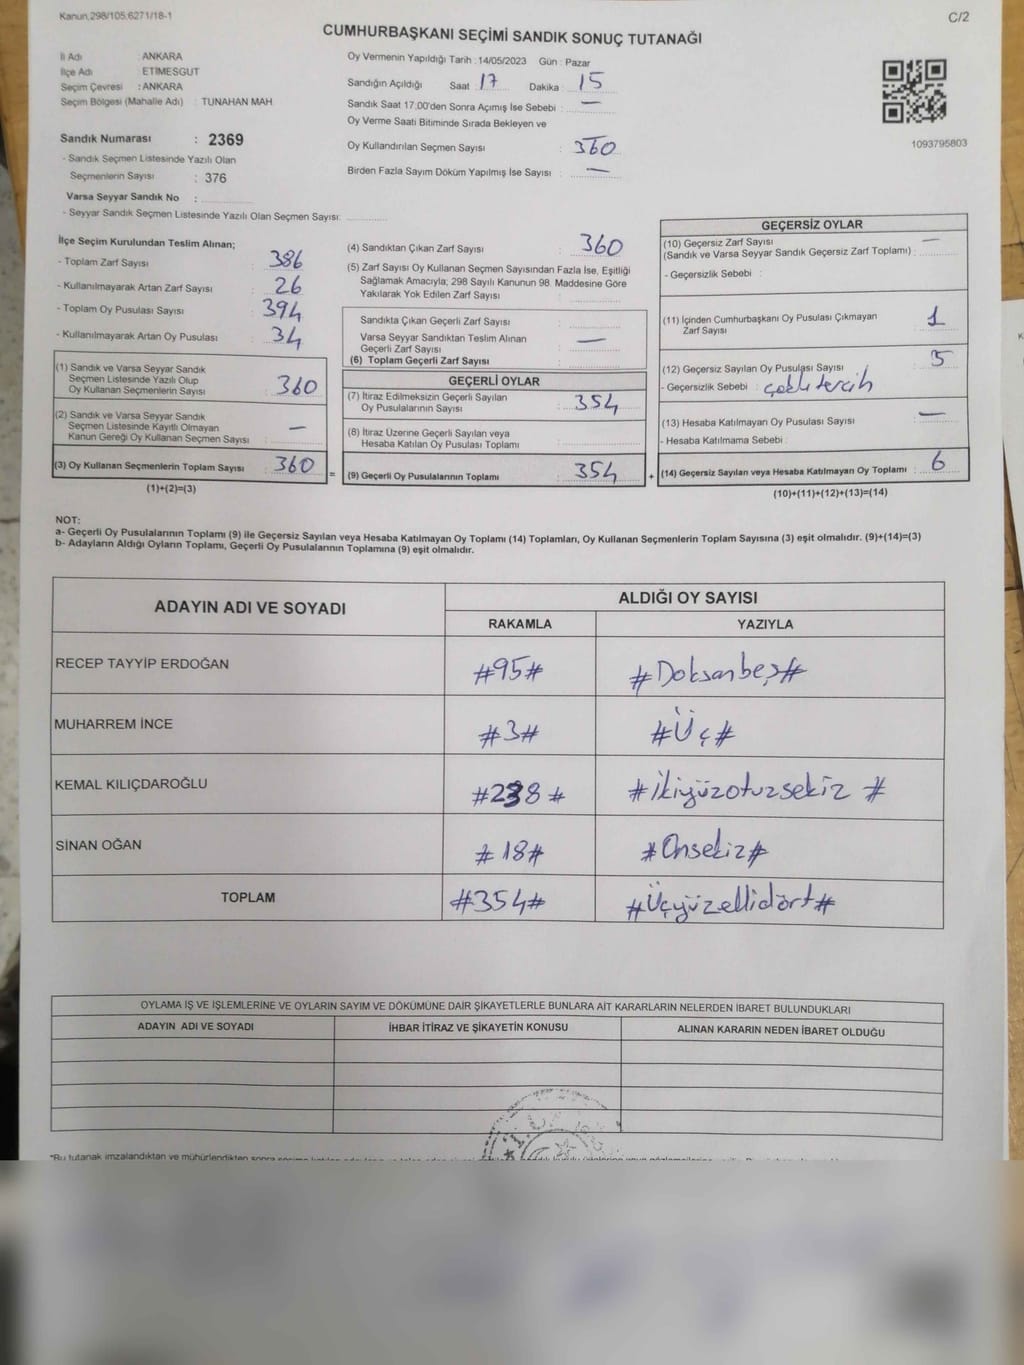 Kanun.298/105.6271/18-1
C/2
CUMHURBAŞKANI SEÇİMİ SANDIK SONUÇ TUTANAĞI
İl Adı : ANKARA
İlçe Adı : ETİMESGUT
Seçim Çevresi : ANKARA
Seçim Bölgesi (Mahalle Adı) : TUNAHAN MAH
Sandık Numarası : 2369
- Sandık Seçmen Listesinde Yazılı Olan
Seçmenlerin Sayısı : 376
Varsa Seyyar Sandık No :
- Seyyar Sandık Seçmen Listesinde Yazılı Olan Seçmen Sayısı:
Oy Vermenin Yapıldığı Tarih : 14/05/2023 Gün : Pazar
Sandığın Açıldığı Saat : 17 Dakika : 15
Sandık Saat 17:00'den Sonra Açımış İse Sebebi : —
Oy Verme Saati Bitiminde Sırada Bekleyen ve
Oy Kullandırılan Seçmen Sayısı : 360
Birden Fazla Sayım Döküm Yapılmış İse Sayısı : —
1093795803
İlçe Seçim Kurulundan Teslim Alınan;
- Toplam Zarf Sayısı : 386
- Kullanılmayarak Artan Zarf Sayısı : 26
- Toplam Oy Pusulası Sayısı : 394
- Kullanılmayarak Artan Oy Pusulası : 34
(1) Sandık ve Varsa Seyyar Sandık
Seçmen Listesinde Yazılı Olup
Oy Kullanan Seçmenlerin Sayısı : 360
(2) Sandık ve Varsa Seyyar Sandık
Seçmen Listesinde Kayıtlı Olmayan
Kanun Gereği Oy Kullanan Seçmen Sayısı : —
(3) Oy Kullanan Seçmenlerin Toplam Sayısı : 360
(1)+(2)=(3)
(4) Sandıktan Çıkan Zarf Sayısı : 360
(5) Zarf Sayısı Oy Kullanan Seçmen Sayısından Fazla İse, Eşitliği
Sağlamak Amacıyla; 298 Sayılı Kanunun 98. Maddesine Göre
Yakılarak Yok Edilen Zarf Sayısı :
Sandıkta Çıkan Geçerli Zarf Sayısı :
Varsa Seyyar Sandıktan Teslim Alınan
Geçerli Zarf Sayısı : —
(6) Toplam Geçerli Zarf Sayısı :
GEÇERLİ OYLAR
(7) İtiraz Edilmeksizin Geçerli Sayılan
Oy Pusulalarının Sayısı : 354
(8) İtiraz Üzerine Geçerli Sayılan veya
Hesaba Katılan Oy Pusulası Toplamı :
= (9) Geçerli Oy Pusulalarının Toplamı : 354 +
GEÇERSİZ OYLAR
(10) Geçersiz Zarf Sayısı —
(Sandık ve Varsa Seyyar Sandık Geçersiz Zarf Toplamı) :
- Geçersizlik Sebebi :
(11) İçinden Cumhurbaşkanı Oy Pusulası Çıkmayan
Zarf Sayısı : 1
(12) Geçersiz Sayılan Oy Pusulası Sayısı : 5
- Geçersizlik Sebebi : çoklu tercih
(13) Hesaba Katılmayan Oy Pusulası Sayısı : —
- Hesaba Katılmama Sebebi :
(14) Geçersiz Sayılan veya Hesaba Katılmayan Oy Toplamı : 6
(10)+(11)+(12)+(13)=(14)
NOT:
a- Geçerli Oy Pusulalarının Toplamı (9) ile Geçersiz Sayılan veya Hesaba Katılmayan Oy Toplamı (14) Toplamları, Oy Kullanan Seçmenlerin Toplam Sayısına (3) eşit olmalıdır. (9)+(14)=(3)
b- Adayların Aldığı Oyların Toplamı, Geçerli Oy Pusulalarının Toplamına (9) eşit olmalıdır.
ADAYIN ADI VE SOYADI
ALDIĞI OY SAYISI
RAKAMLA YAZIYLA
RECEP TAYYİP ERDOĞAN #95# #Doksanbeş#
MUHARREM İNCE #3# #Üç#
KEMAL KILIÇDAROĞLU #238# #İkiyüzotuzsekiz#
SİNAN OĞAN #18# #Onsekiz#
TOPLAM #354# #Üçyüzellidört#
OYLAMA İŞ VE İŞLEMLERİNE VE OYLARIN SAYIM VE DÖKÜMÜNE DAİR ŞİKAYETLERLE BUNLARA AİT KARARLARIN NELERDEN İBARET BULUNDUKLARI
ADAYIN ADI VE SOYADI İHBAR İTİRAZ VE ŞİKAYETİN KONUSU ALINAN KARARIN NEDEN İBARET OLDUĞU
*Bu tutanak imzalandıktan ve mühürlendikten sonra